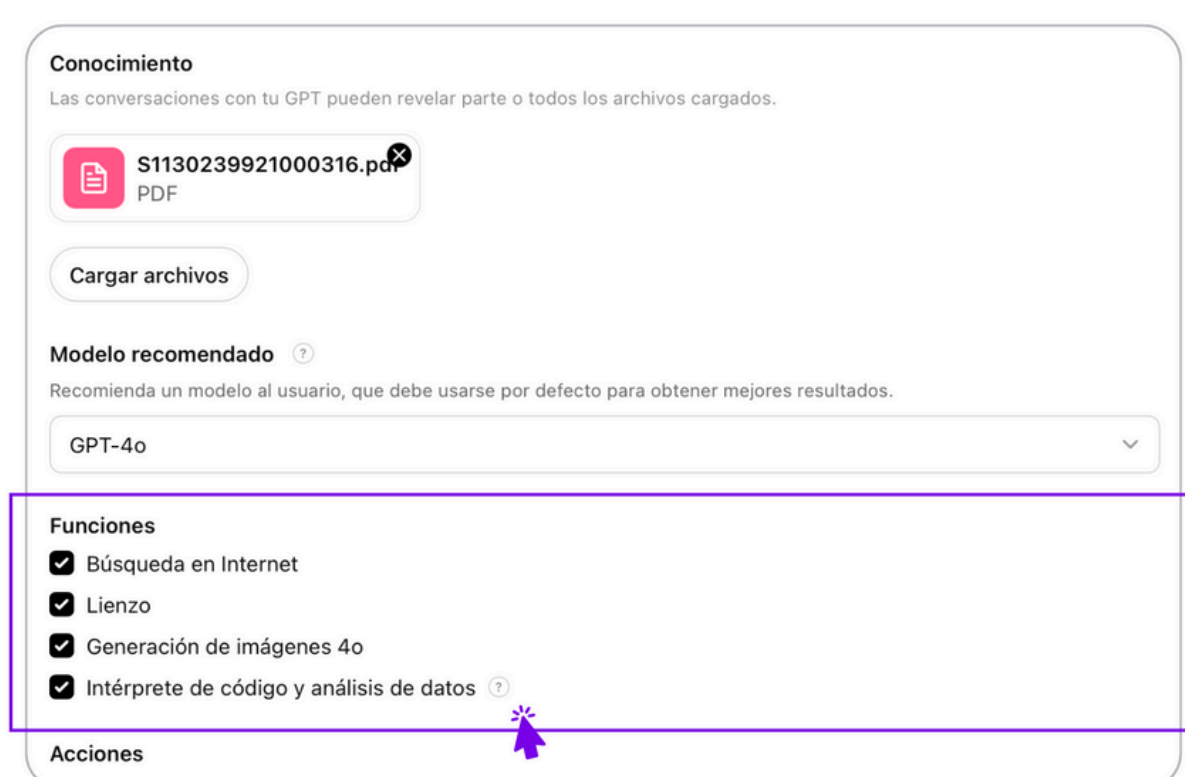 Conocimiento
Las conversaciones con tu GPT pueden revelar parte o todos los archivos cargados.
S1130239921000316.pdf
PDF
Cargar archivos
Modelo recomendado ?
Recomienda un modelo al usuario, que debe usarse por defecto para obtener mejores resultados.
GPT-4o
Funciones
Búsqueda en Internet
Lienzo
Generación de imágenes 4o
Intérprete de código y análisis de datos ?
Acciones